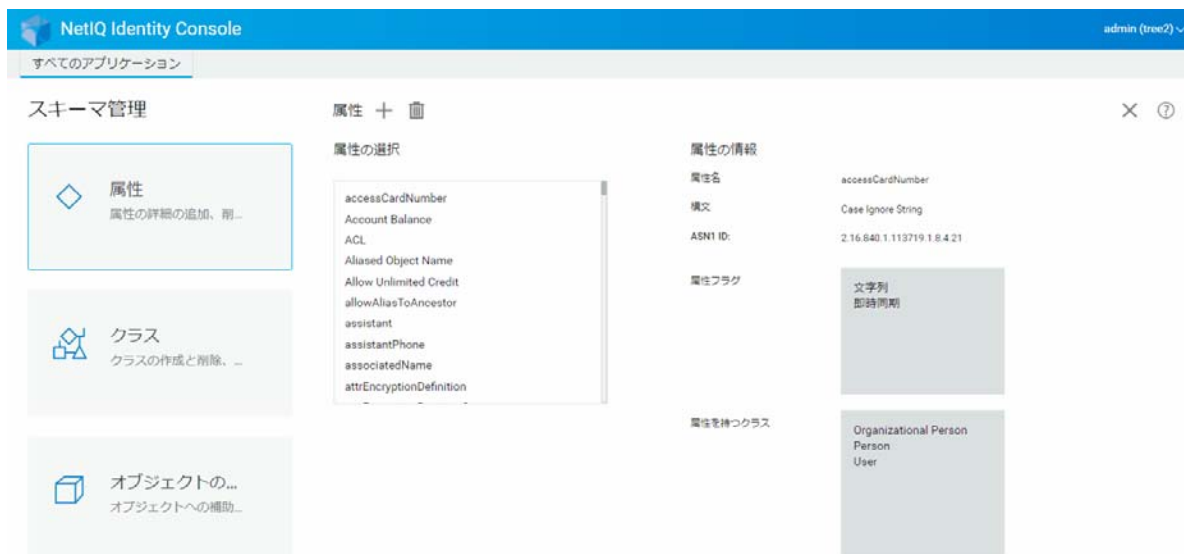 NetIQ Identity Console
admin (tree2)
すべてのアプリケーション
スキーマ管理
属性
属性の詳細の追加、削...
クラス
クラスの作成と削除、...
オブジェクトの...
オブジェクトへの補助...
属性
属性の選択
accessCardNumber
Account Balance
ACL
Aliased Object Name
Allow Unlimited Credit
allowAliasToAncestor
assistant
assistantPhone
associatedName
attrEncryptionDefinition
属性の情報
属性名 accessCardNumber
構文 Case Ignore String
ASN1 ID: 2.16.840.1.113719.1.8.4.21
属性フラグ
文字列
即時同期
属性を持つクラス
Organizational Person
Person
User